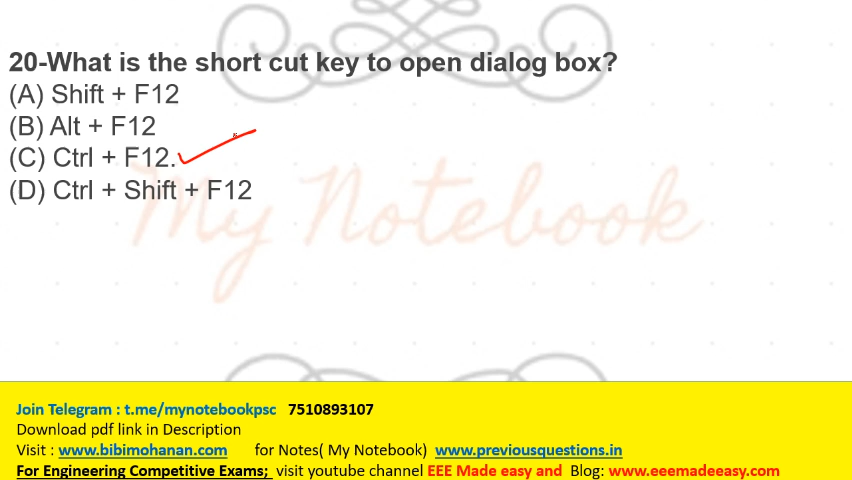 20-What is the short cut key to open dialog box?
(A) Shift + F12
(B) Alt + F12
(C) Ctrl + F12.
(D) Ctrl + Shift + F12
My Notebook
Join Telegram : t.me/mynotebookpsc 7510893107
Download pdf link in Description
Visit : www.bibimohanan.com for Notes( My Notebook) www.previousquestions.in
For Engineering Competitive Exams; visit youtube channel EEE Made easy and Blog: www.eeemadeeasy.com